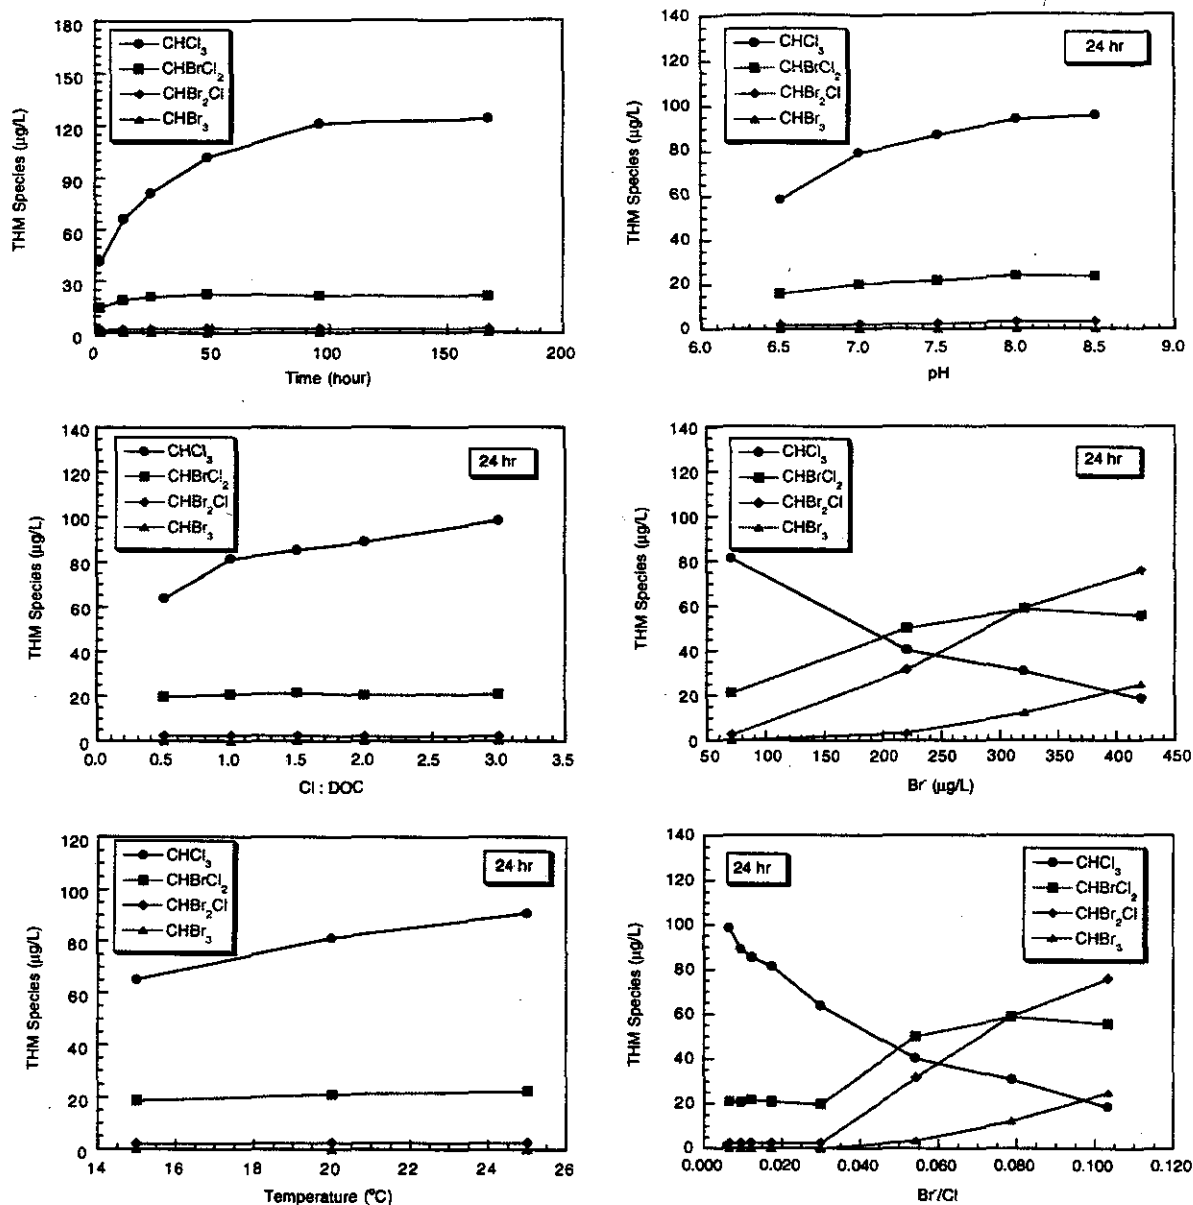 180
150
120
90
60
30
0
THM Species (µg/L)
CHCl₃
CHBrCl₂
CHBr₂Cl
CHBr₃
0 50 100 150 200
Time (hour)
140
120
100
80
60
40
20
0
THM Species (µg/L)
CHCl₃
CHBrCl₂
CHBr₂Cl
CHBr₃
24 hr
6.0 6.5 7.0 7.5 8.0 8.5 9.0
pH
140
120
100
80
60
40
20
0
THM Species (µg/L)
CHCl₃
CHBrCl₂
CHBr₂Cl
CHBr₃
24 hr
0.0 0.5 1.0 1.5 2.0 2.5 3.0 3.5
Cl : DOC
140
120
100
80
60
40
20
0
THM Species (µg/L)
CHCl₃
CHBrCl₂
CHBr₂Cl
CHBr₃
24 hr
50 100 150 200 250 300 350 400 450
Br⁻ (µg/L)
120
100
80
60
40
20
0
THM Species (µg/L)
CHCl₃
CHBrCl₂
CHBr₂Cl
CHBr₃
24 hr
14 16 18 20 22 24 26
Temperature (°C)
140
120
100
80
60
40
20
0
THM Species (µg/L)
24 hr
CHCl₃
CHBrCl₂
CHBr₂Cl
CHBr₃
0.000 0.020 0.040 0.060 0.080 0.100 0.120
Br⁻/Cl